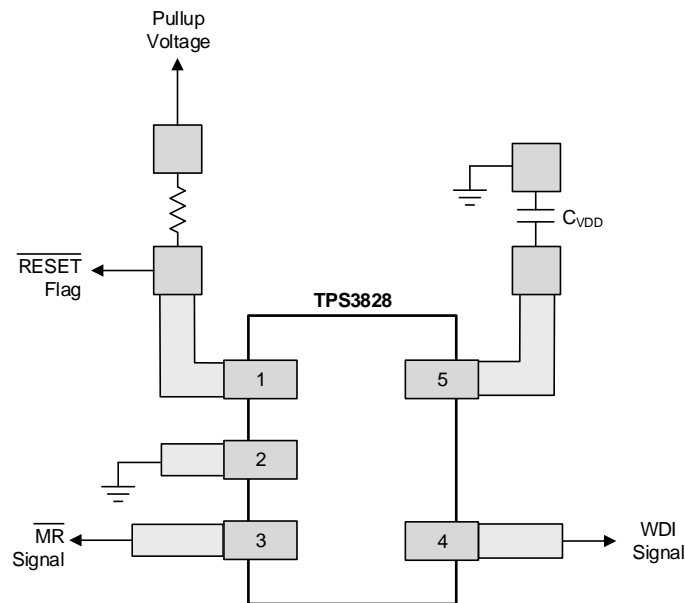 Pullup
Voltage
C_VDD
RESET
Flag
TPS3828
1
5
2
MR
Signal
3
4
WDI
Signal